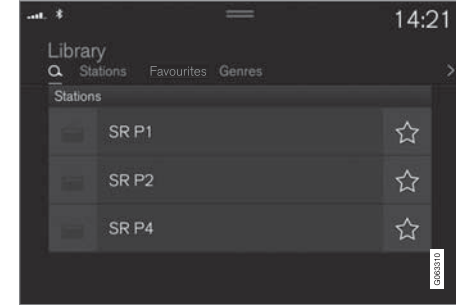 14:21
Library
Stations Favourites Genres
Stations
SR P1
SR P2
SR P4
G063310